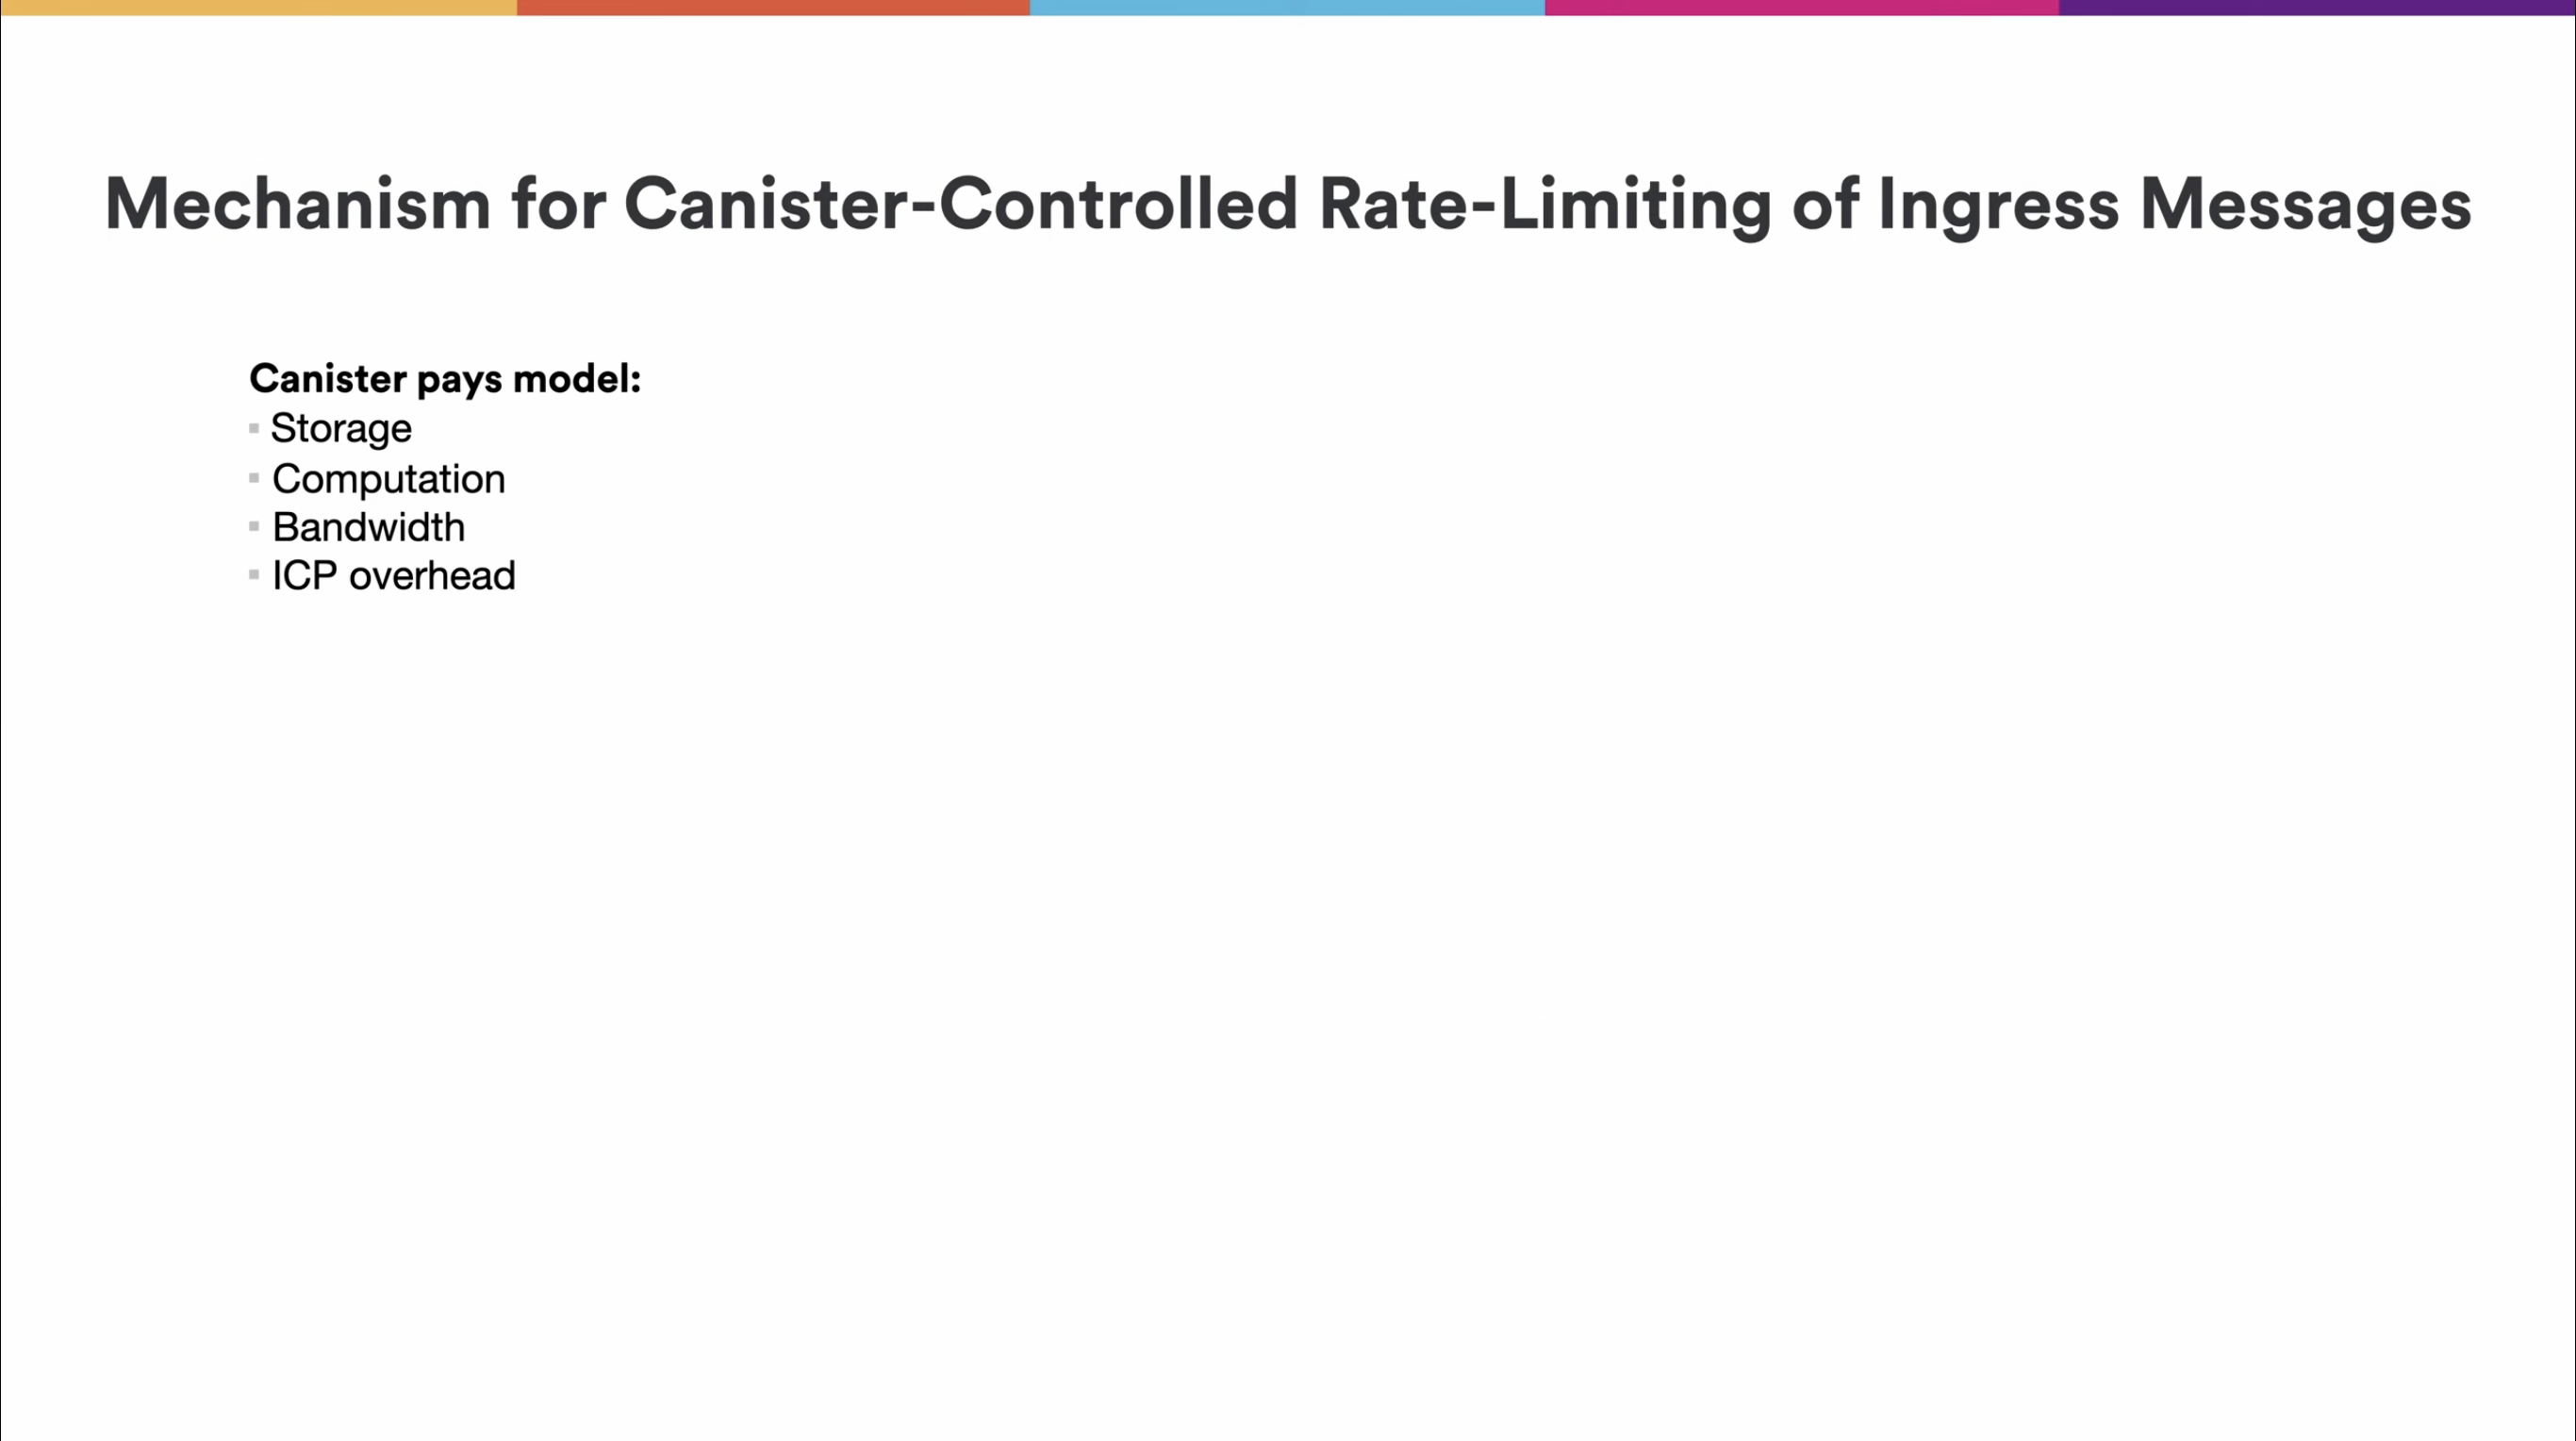 Mechanism for Canister-Controlled Rate-Limiting of Ingress Messages
Canister pays model:
▪ Storage
▪ Computation
▪ Bandwidth
▪ ICP overhead